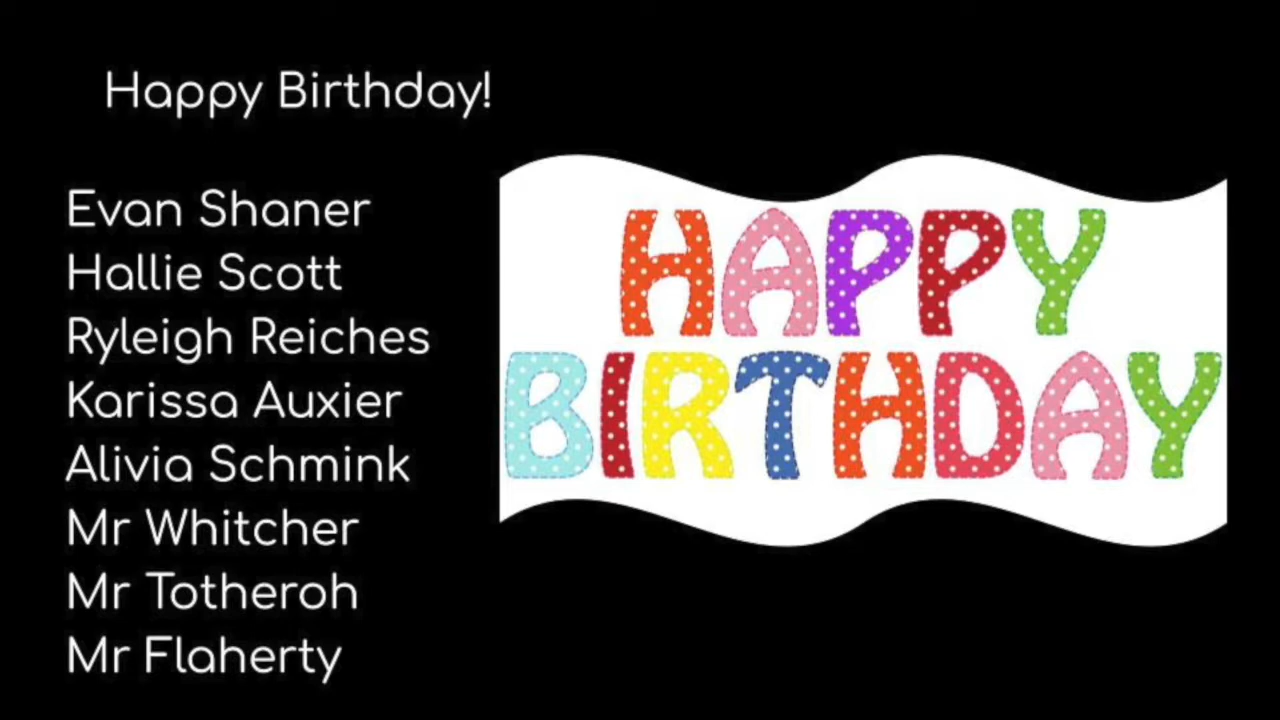 Happy Birthday!
Evan Shaner
Hallie Scott
Ryleigh Reiches
Karissa Auxier
Alivia Schmink
Mr Whitcher
Mr Totheroh
Mr Flaherty
HAPPY
BIRTHDAY